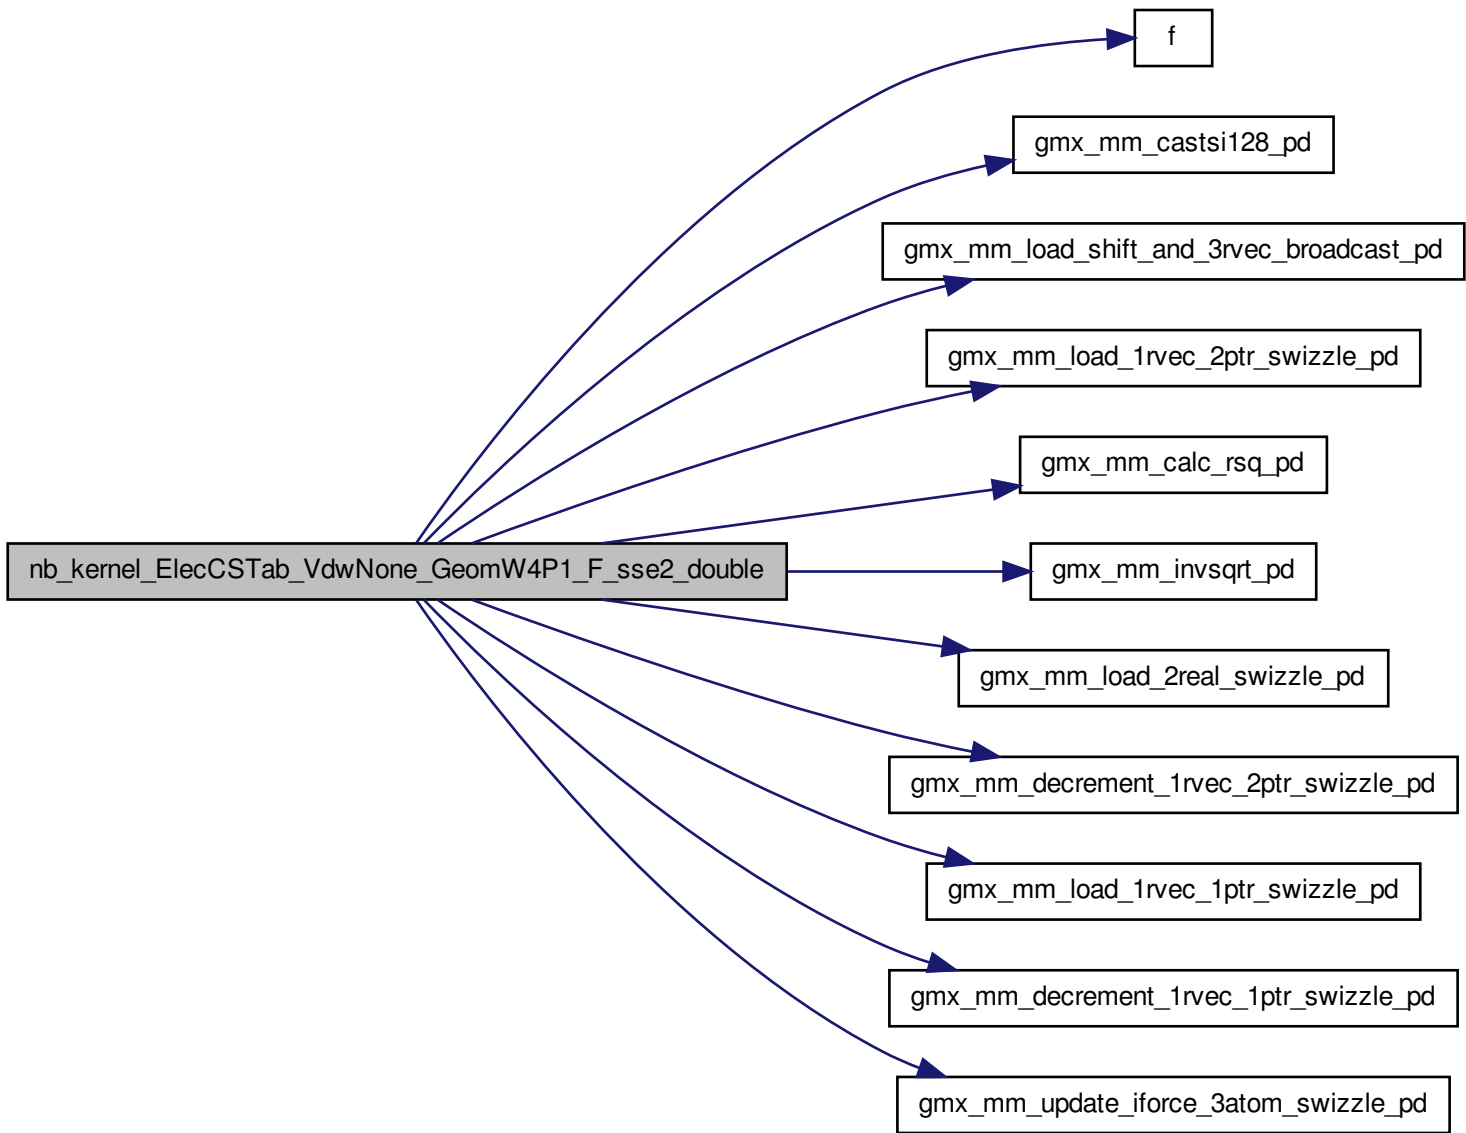 f
gmx_mm_castsi128_pd
gmx_mm_load_shift_and_3rvec_broadcast_pd
gmx_mm_load_1rvec_2ptr_swizzle_pd
gmx_mm_calc_rsq_pd
nb_kernel_ElecCSTab_VdwNone_GeomW4P1_F_sse2_double
gmx_mm_invsqrt_pd
gmx_mm_load_2real_swizzle_pd
gmx_mm_decrement_1rvec_2ptr_swizzle_pd
gmx_mm_load_1rvec_1ptr_swizzle_pd
gmx_mm_decrement_1rvec_1ptr_swizzle_pd
gmx_mm_update_iforce_3atom_swizzle_pd